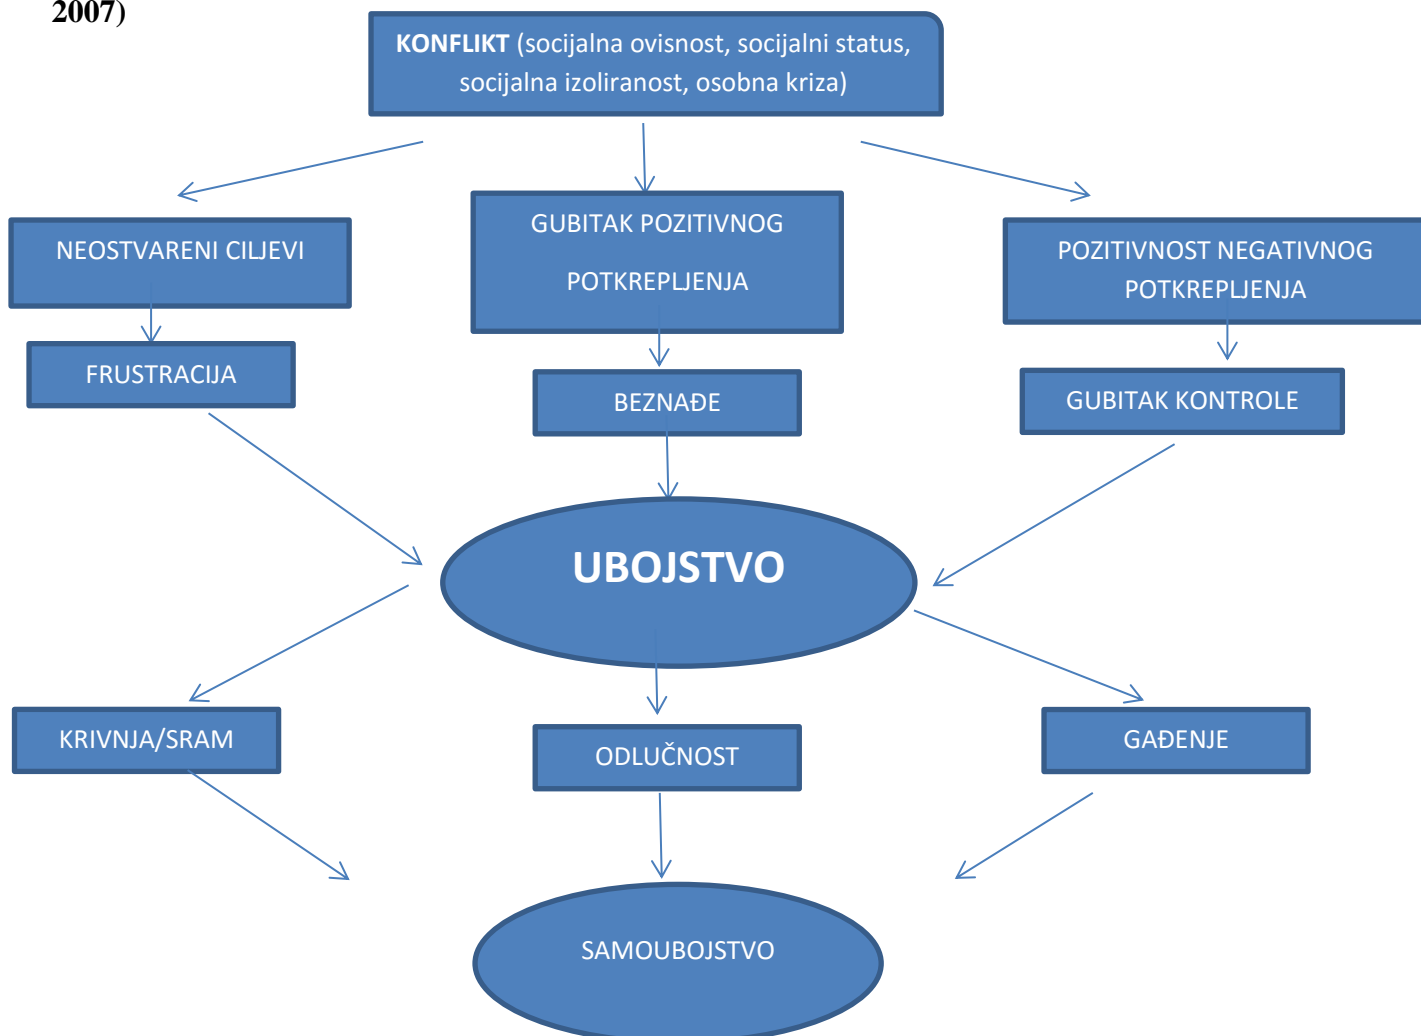 2007)
KONFLIKT (socijalna ovisnost, socijalni status,
socijalna izoliranost, osobna kriza)
NEOSTVARENI CILJEVI
GUBITAK POZITIVNOG
POTKREPLJENJA
POZITIVNOST NEGATIVNOG
POTKREPLJENJA
FRUSTRACIJA
BEZNAĐE
GUBITAK KONTROLE
UBOJSTVO
KRIVNJA/SRAM
ODLUČNOST
GAĐENJE
SAMOUBOJSTVO